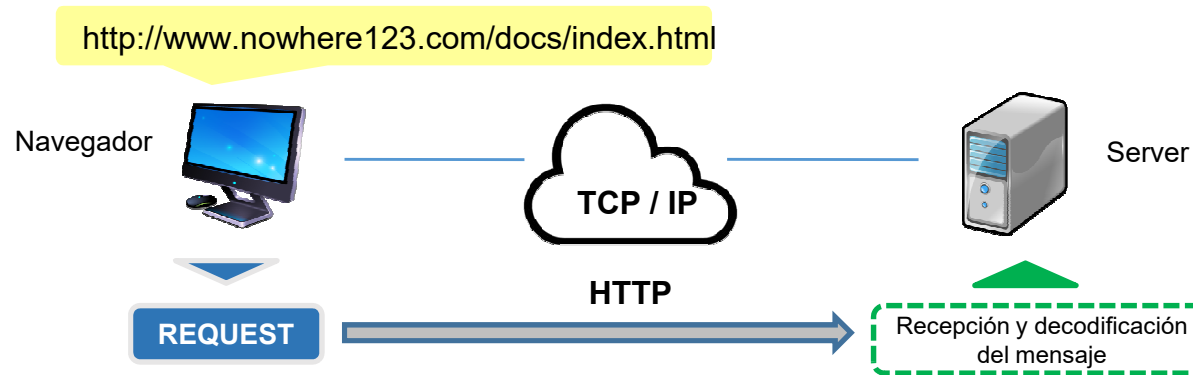 http://www.nowhere123.com/docs/index.html
Navegador
TCP / IP
Server
HTTP
REQUEST
Recepción y decodificación
del mensaje